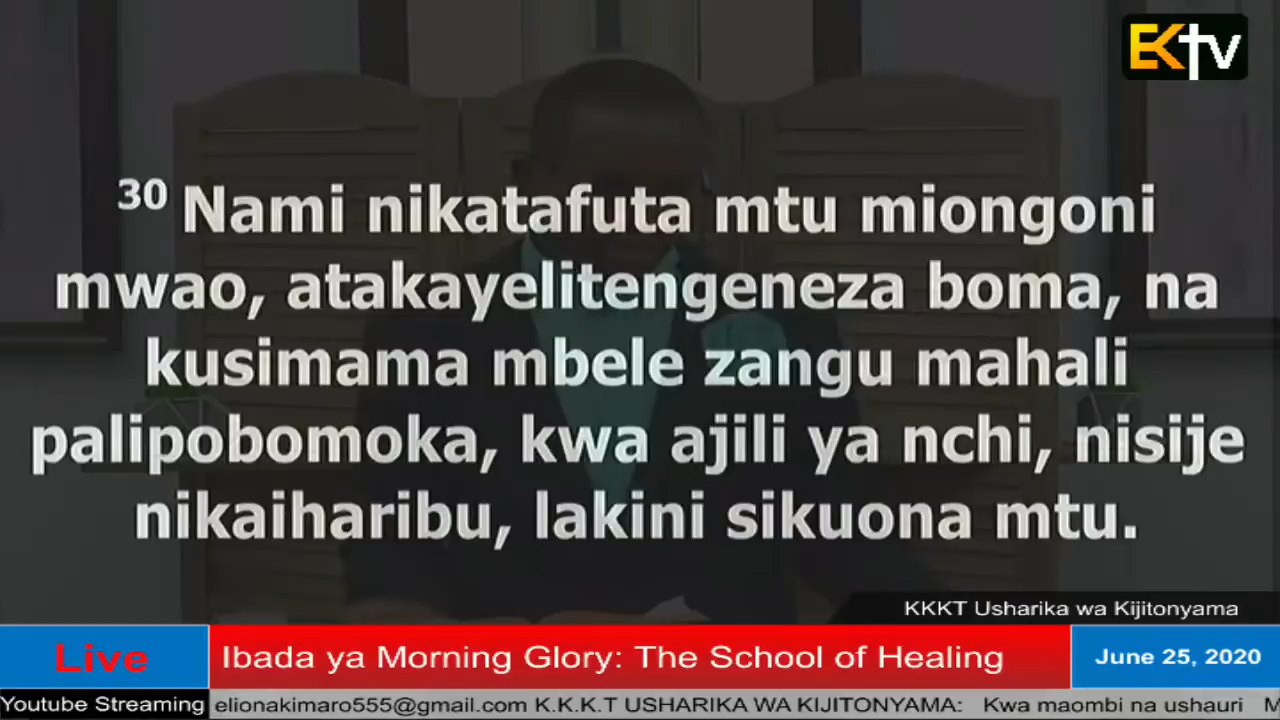 EKTV
30 Nami nikatafuta mtu miongoni
mwao, atakayelitengeneza boma, na
kusimama mbele zangu mahali
palipobomoka, kwa ajili ya nchi, nisije
nikaiharibu, lakini sikuona mtu.
KKKT Usharika wa Kijitonyama
Live
Ibada ya Morning Glory: The School of Healing
June 25, 2020
Youtube Streaming
elionakimaro555@gmail.com K.K.K.T USHARIKA WA KIJITONYAMA: Kwa maombi na ushauri M